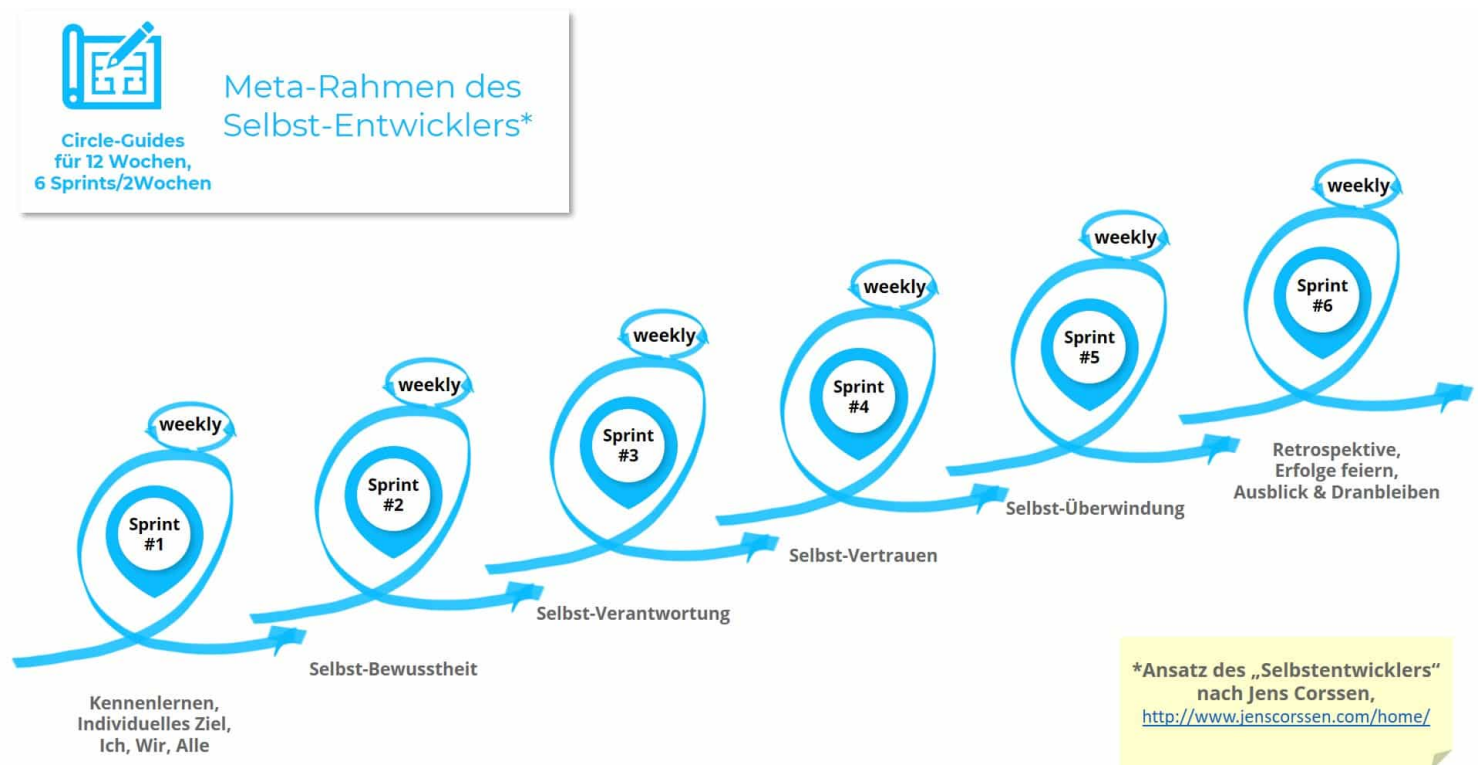 Meta-Rahmen des
Selbst-Entwicklers*
Circle-Guides
für 12 Wochen,
6 Sprints/2Wochen
weekly
Sprint
#1
Kennenlernen,
Individuelles Ziel,
Ich, Wir, Alle
weekly
Sprint
#2
Selbst-Bewusstheit
weekly
Sprint
#3
Selbst-Verantwortung
weekly
Sprint
#4
Selbst-Vertrauen
weekly
Sprint
#5
Selbst-Überwindung
weekly
Sprint
#6
Retrospektive,
Erfolge feiern,
Ausblick & Dranbleiben
*Ansatz des „Selbstentwicklers“
nach Jens Corssen,
http://www.jenscorssen.com/home/